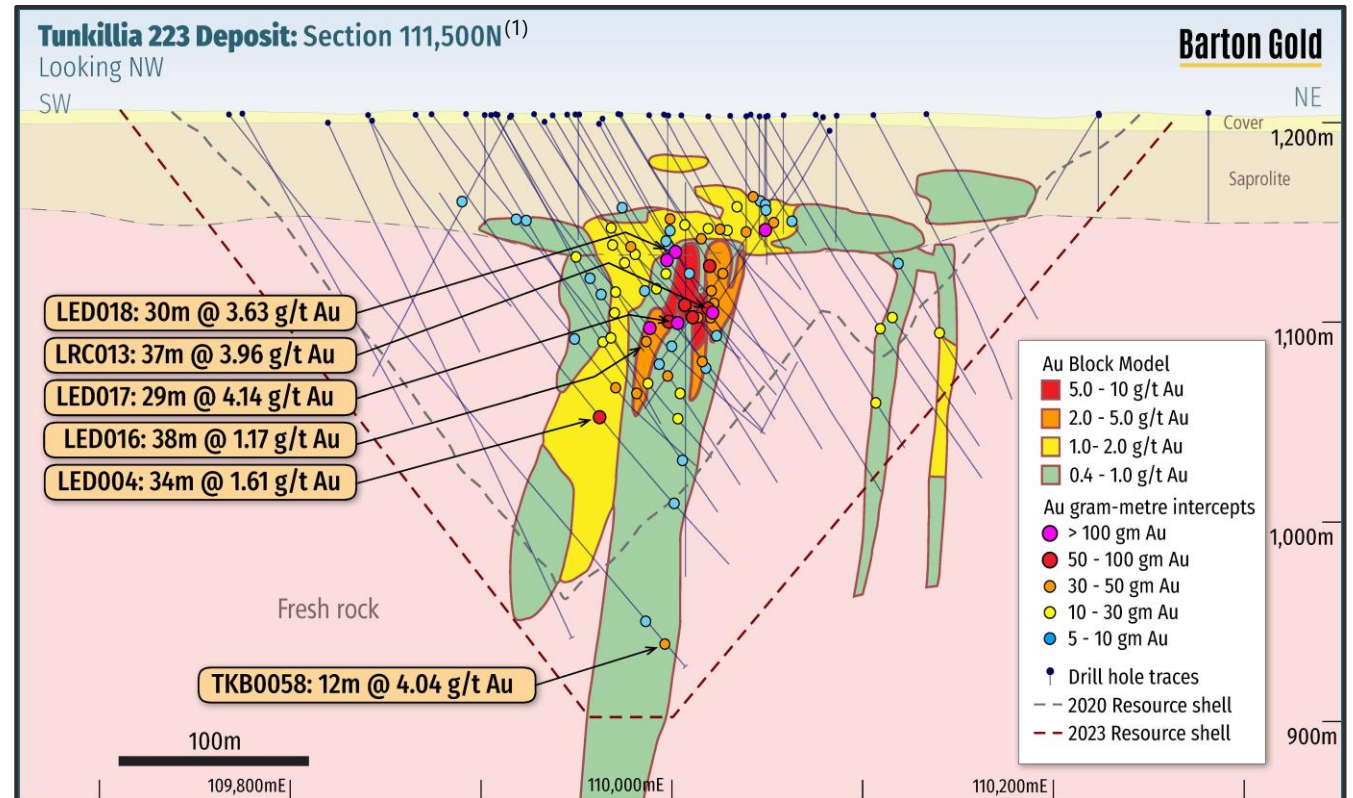 Tunkillia 223 Deposit: Section 111,500N(1)
Barton Gold
Looking NW
SW
NE
Cover
1,200m
Saprolite
LED018: 30m @ 3.63 g/t Au
LRC013: 37m @ 3.96 g/t Au
LED017: 29m @ 4.14 g/t Au
LED016: 38m @ 1.17 g/t Au
LED004: 34m @ 1.61 g/t Au
1,100m
Au Block Model
5.0 - 10 g/t Au
2.0 - 5.0 g/t Au
1.0- 2.0 g/t Au
0.4 - 1.0 g/t Au
Au gram-metre intercepts
> 100 gm Au
50 - 100 gm Au
30 - 50 gm Au
10 - 30 gm Au
5 - 10 gm Au
Drill hole traces
2020 Resource shell
2023 Resource shell
1,000m
Fresh rock
TKB0058: 12m @ 4.04 g/t Au
900m
100m
109,800mE
110,000mE
110,200mE